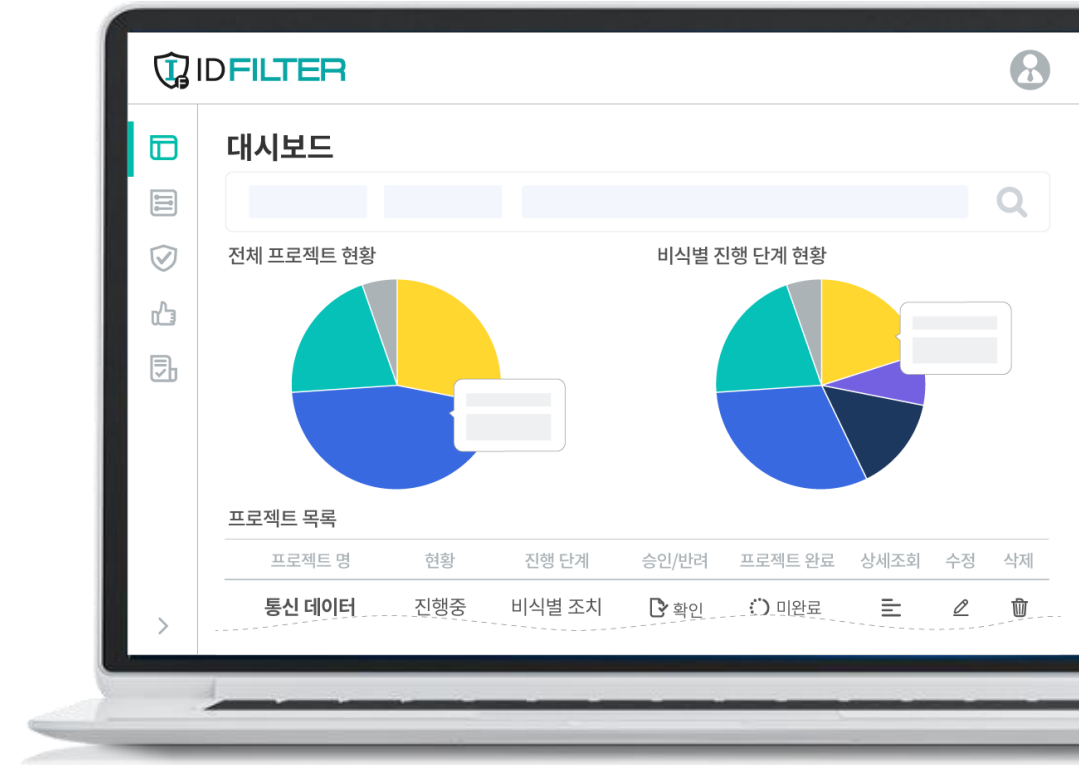 IDFILTER
대시보드
전체 프로젝트 현황
비식별 진행 단계 현황
프로젝트 목록
프로젝트 명 현황 진행 단계 승인/반려 프로젝트 완료 상세조회 수정 삭제
통신 데이터 진행중 비식별 조치 확인 미완료